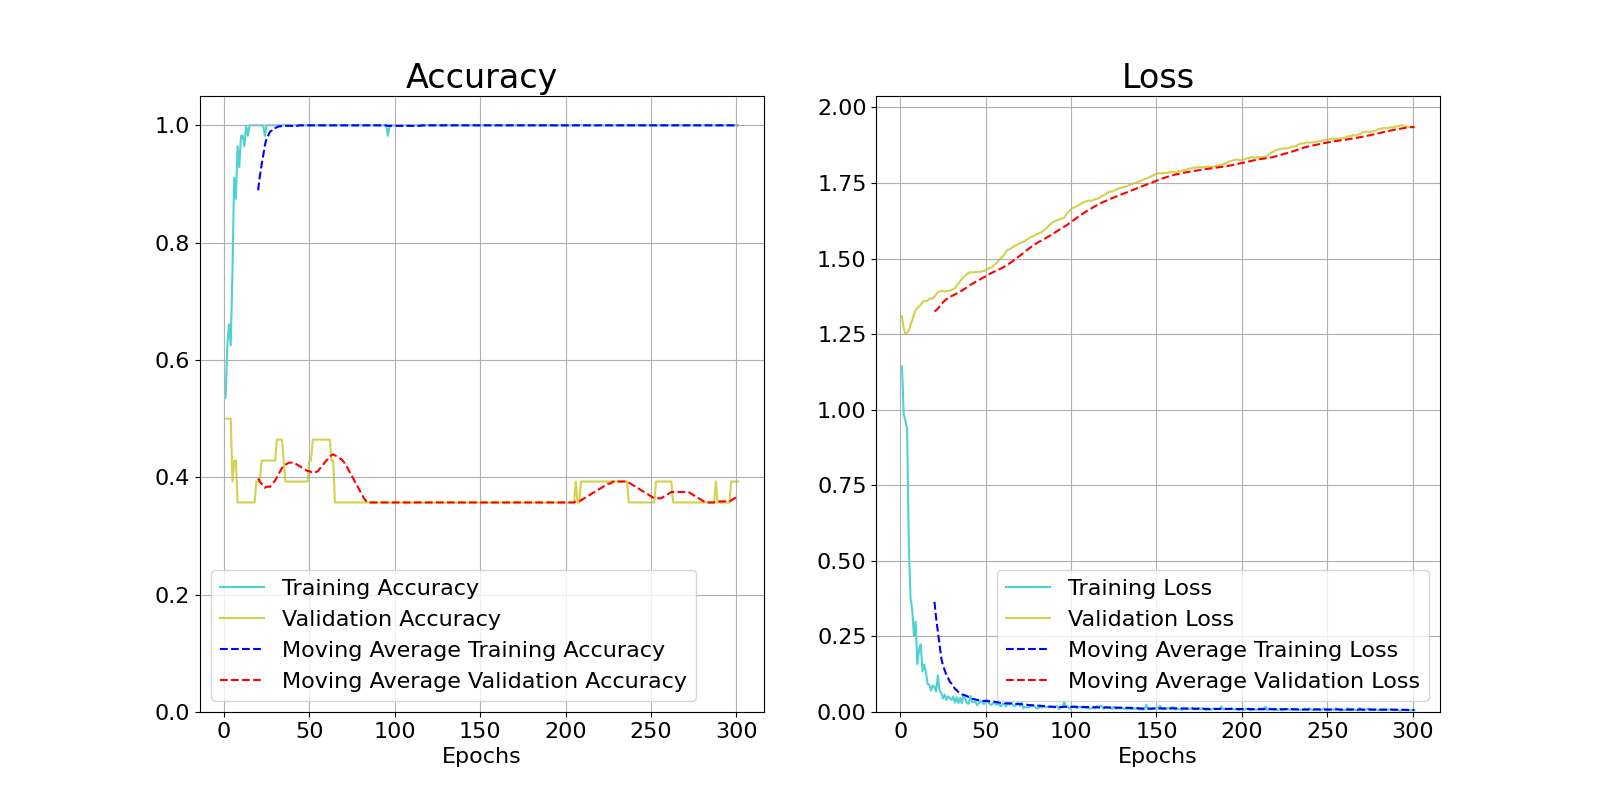 Accuracy
1.0
0.8
0.6
0.4
0.2
0.0
0 50 100 150 200 250 300
Epochs
Training Accuracy
Validation Accuracy
Moving Average Training Accuracy
Moving Average Validation Accuracy
Loss
2.00
1.75
1.50
1.25
1.00
0.75
0.50
0.25
0.00
0 50 100 150 200 250 300
Epochs
Training Loss
Validation Loss
Moving Average Training Loss
Moving Average Validation Loss